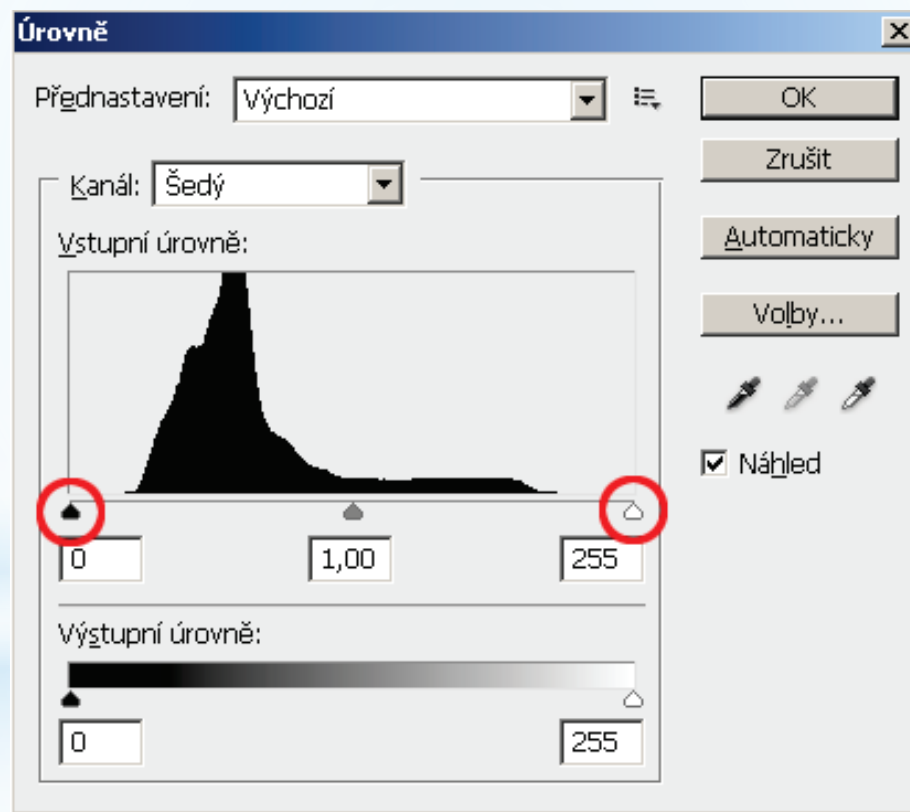 Úrovně
Přednastavení: Výchozí
OK
Zrušit
Automaticky
Volby...
Náhled
Kanál: Šedý
Vstupní úrovně:
0 1,00 255
Výstupní úrovně:
0 255